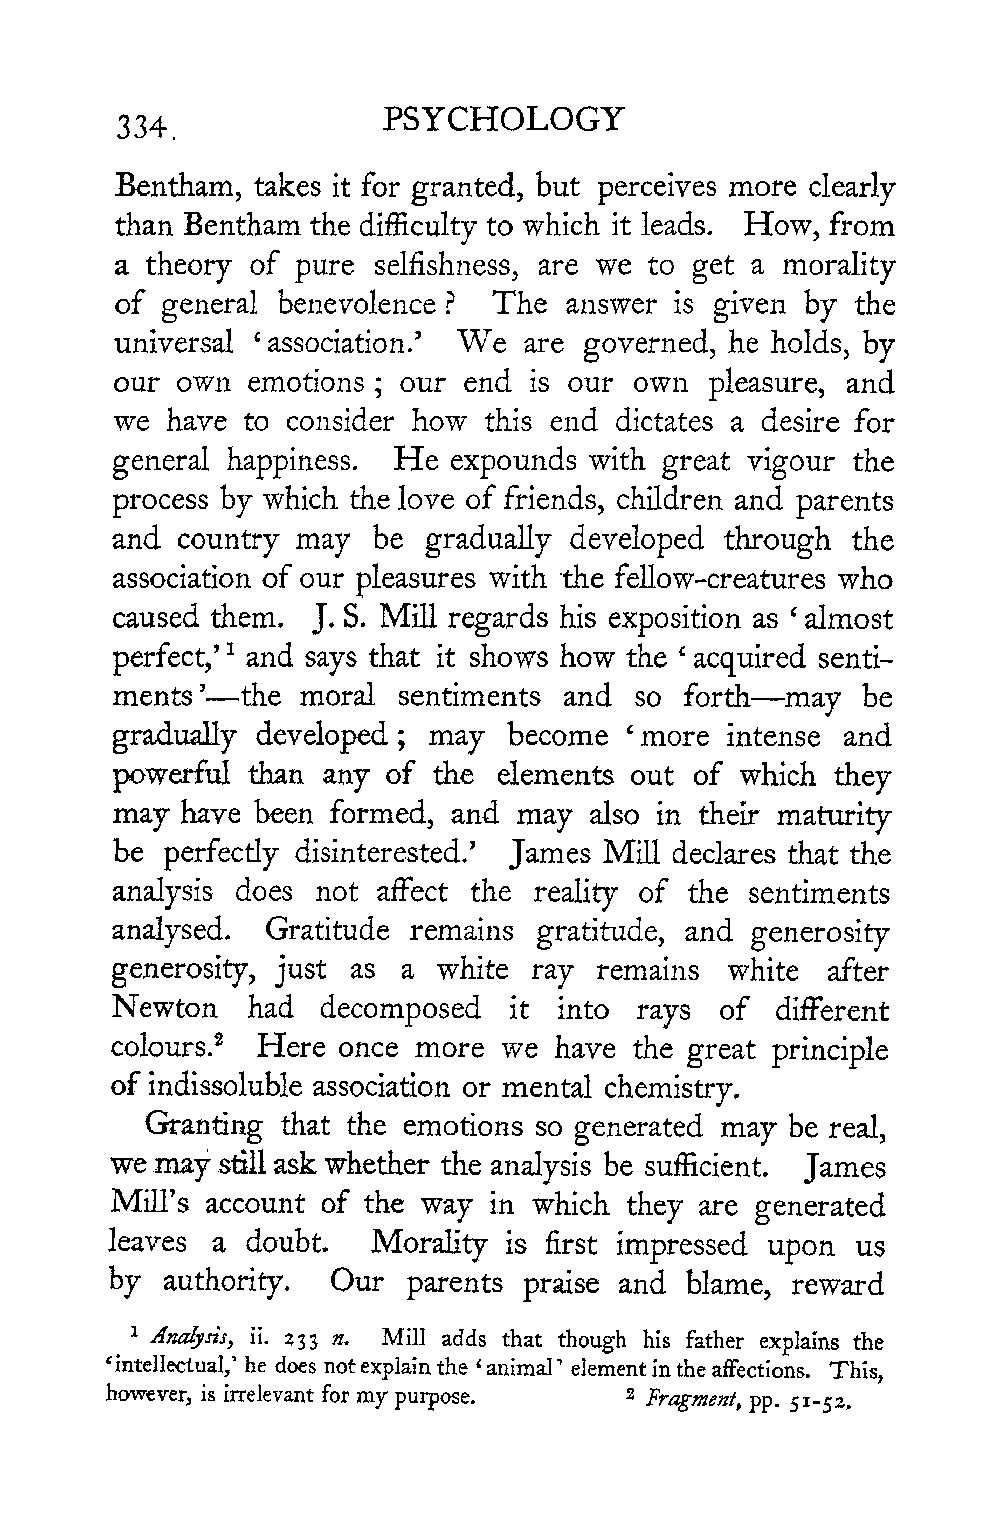 334.
PSYCHOLOGY
Bentham, takes it for granted, but perceives more clearly
than Bentham the difficulty to which it leads. How, from
a theory of pure selfishness, are we to get a morality
of general benevolence? The answer is given by the
universal ‘association.’ We are governed, he holds, by
our own emotions; our end is our own pleasure, and
we have to consider how this end dictates a desire for
general happiness. He expounds with great vigour the
process by which the love of friends, children and parents
and country may be gradually developed through the
association of our pleasures with the fellow-creatures who
caused them. J. S. Mill regards his exposition as ‘almost
perfect,’¹ and says that it shows how the ‘acquired senti-
ments’—the moral sentiments and so forth—may be
gradually developed; may become ‘more intense and
powerful than any of the elements out of which they
may have been formed, and may also in their maturity
be perfectly disinterested.’ James Mill declares that the
analysis does not affect the reality of the sentiments
analysed. Gratitude remains gratitude, and generosity
generosity, just as a white ray remains white after
Newton had decomposed it into rays of different
colours.² Here once more we have the great principle
of indissoluble association or mental chemistry.
Granting that the emotions so generated may be real,
we may still ask whether the analysis be sufficient. James
Mill’s account of the way in which they are generated
leaves a doubt. Morality is first impressed upon us
by authority. Our parents praise and blame, reward
¹ Analysis, ii. 233 n. Mill adds that though his father explains the
‘intellectual,’ he does not explain the ‘animal’ element in the affections. This,
however, is irrelevant for my purpose. ² Fragment, pp. 51-52.